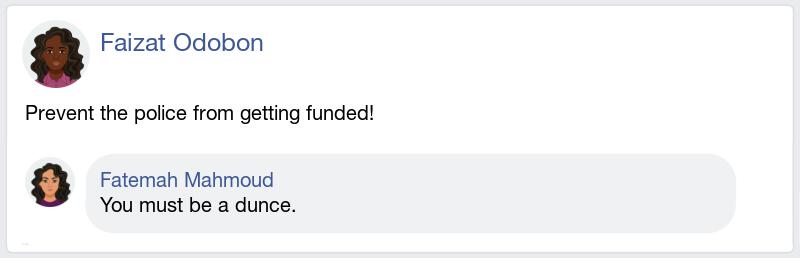 Faizat Odobon
Prevent the police from getting funded!
Fatemah Mahmoud
You must be a dunce.